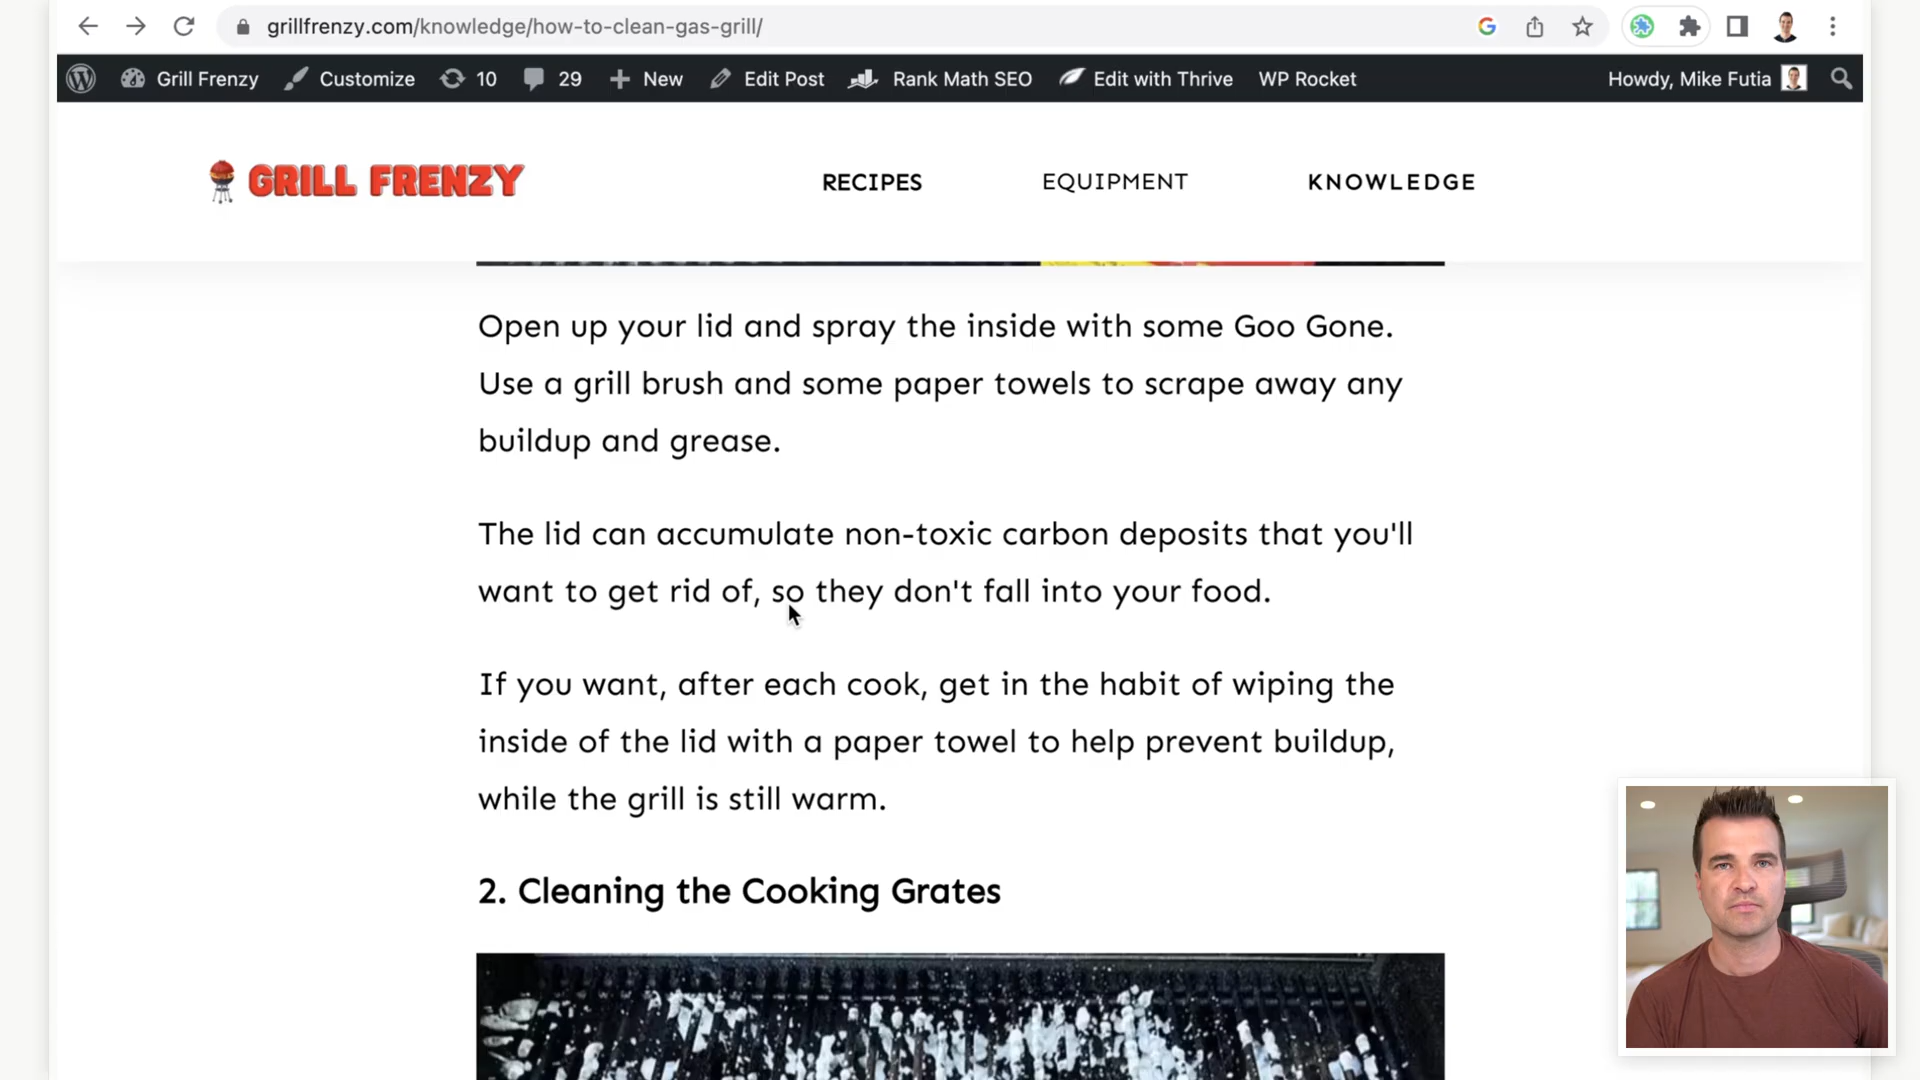 grillfrenzy.com/knowledge/how-to-clean-gas-grill/
Grill Frenzy Customize 10 29 New Edit Post Rank Math SEO Edit with Thrive WP Rocket Howdy, Mike Futia
GRILL FRENZY RECIPES EQUIPMENT KNOWLEDGE
Open up your lid and spray the inside with some Goo Gone.
Use a grill brush and some paper towels to scrape away any
buildup and grease.
The lid can accumulate non-toxic carbon deposits that you'll
want to get rid of, so they don't fall into your food.
If you want, after each cook, get in the habit of wiping the
inside of the lid with a paper towel to help prevent buildup,
while the grill is still warm.
2. Cleaning the Cooking Grates